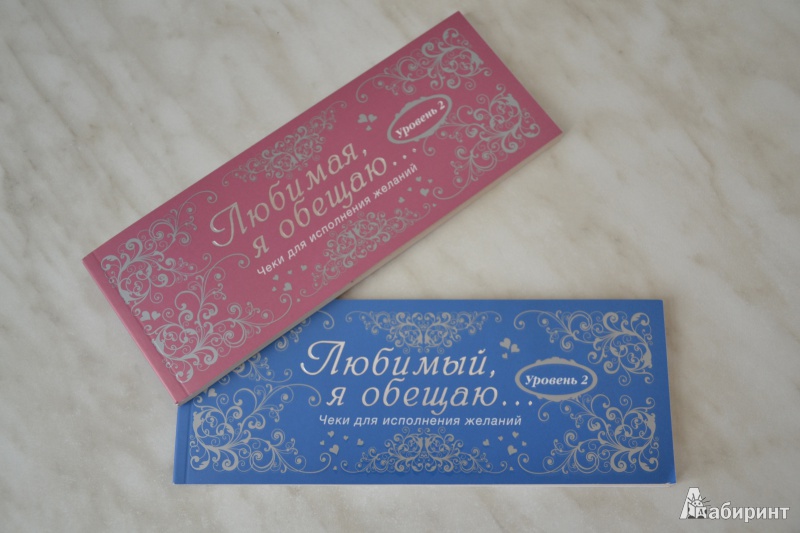 Любимая,
я обещаю...
Чеки для исполнения желаний
Уровень 2
Любимый,
я обещаю...
Чеки для исполнения желаний
Уровень 2
Лабиринт